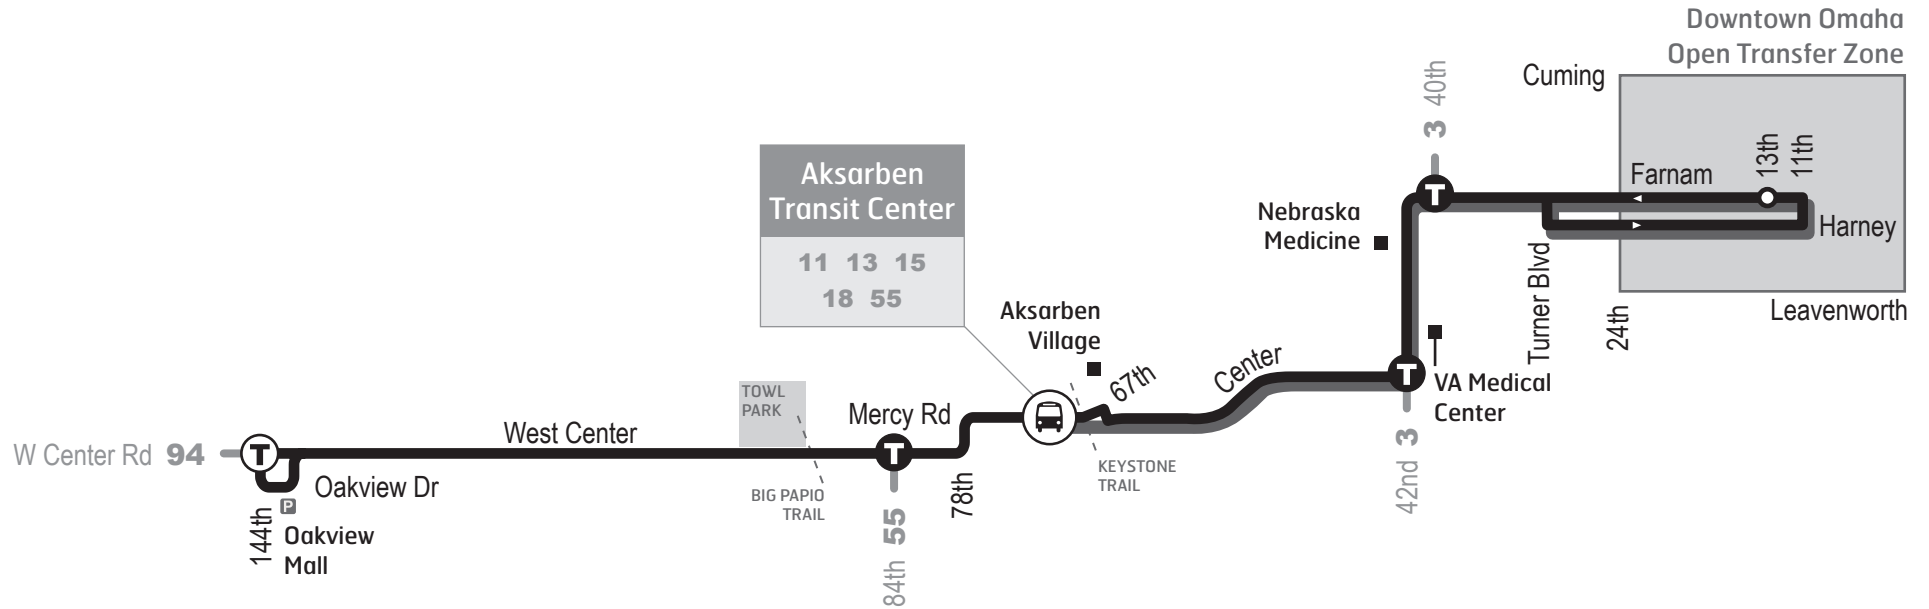 Downtown Omaha
Open Transfer Zone
Cuming
3 40th
13th
11th
Farnam
Harney
Nebraska
Medicine
T
Turner Blvd
24th
Leavenworth
Aksarben
Transit Center
11 13 15
18 55
Aksarben
Village
67th
Center
T
VA Medical
Center
42nd 3
KEYSTONE
TRAIL
TOWL
PARK
Mercy Rd
West Center
W Center Rd 94
T
T
Oakview Dr
BIG PAPIO
TRAIL
78th
84th 55
144th
P
Oakview
Mall